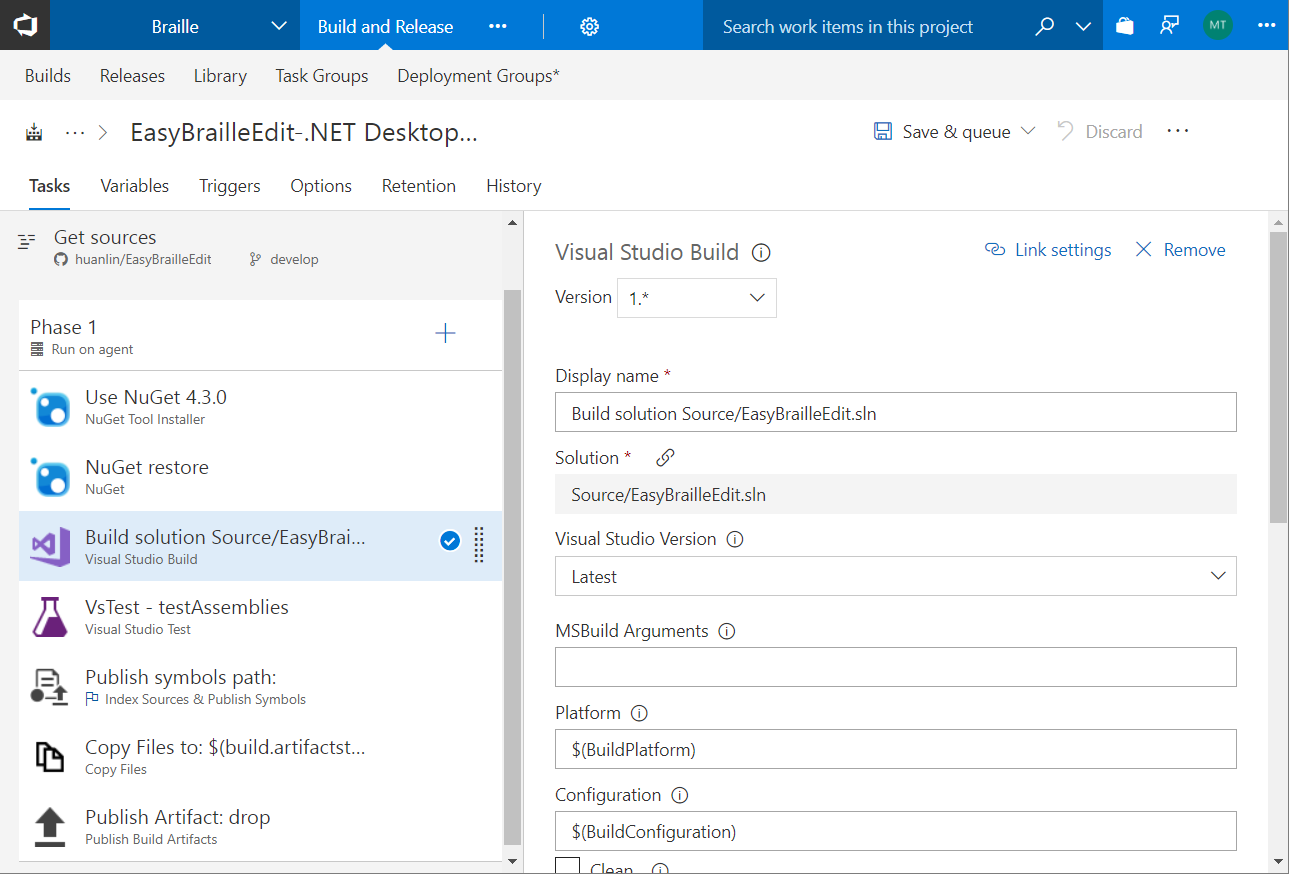 Braille
Build and Release
Search work items in this project
MT
Builds Releases Library Task Groups Deployment Groups*
EasyBrailleEdit-.NET Desktop...
Save & queue
Discard
Tasks Variables Triggers Options Retention History
Get sources
huanlin/EasyBrailleEdit
develop
Phase 1
Run on agent
Use NuGet 4.3.0
NuGet Tool Installer
NuGet restore
NuGet
Build solution Source/EasyBrai...
Visual Studio Build
VsTest - testAssemblies
Visual Studio Test
Publish symbols path:
Index Sources & Publish Symbols
Copy Files to: $(build.artifactst...
Copy Files
Publish Artifact: drop
Publish Build Artifacts
Visual Studio Build
Link settings
Remove
Version 1.*
Display name *
Build solution Source/EasyBrailleEdit.sln
Solution *
Source/EasyBrailleEdit.sln
Visual Studio Version
Latest
MSBuild Arguments
Platform
$(BuildPlatform)
Configuration
$(BuildConfiguration)
Clean